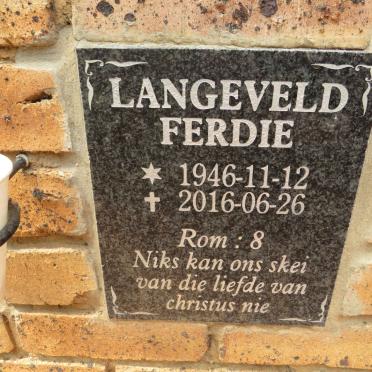 LANGEVELD
FERDIE
✶ 1946-11-12
✝ 2016-06-26
Rom : 8
Niks kan ons skei
van die liefde van
christus nie